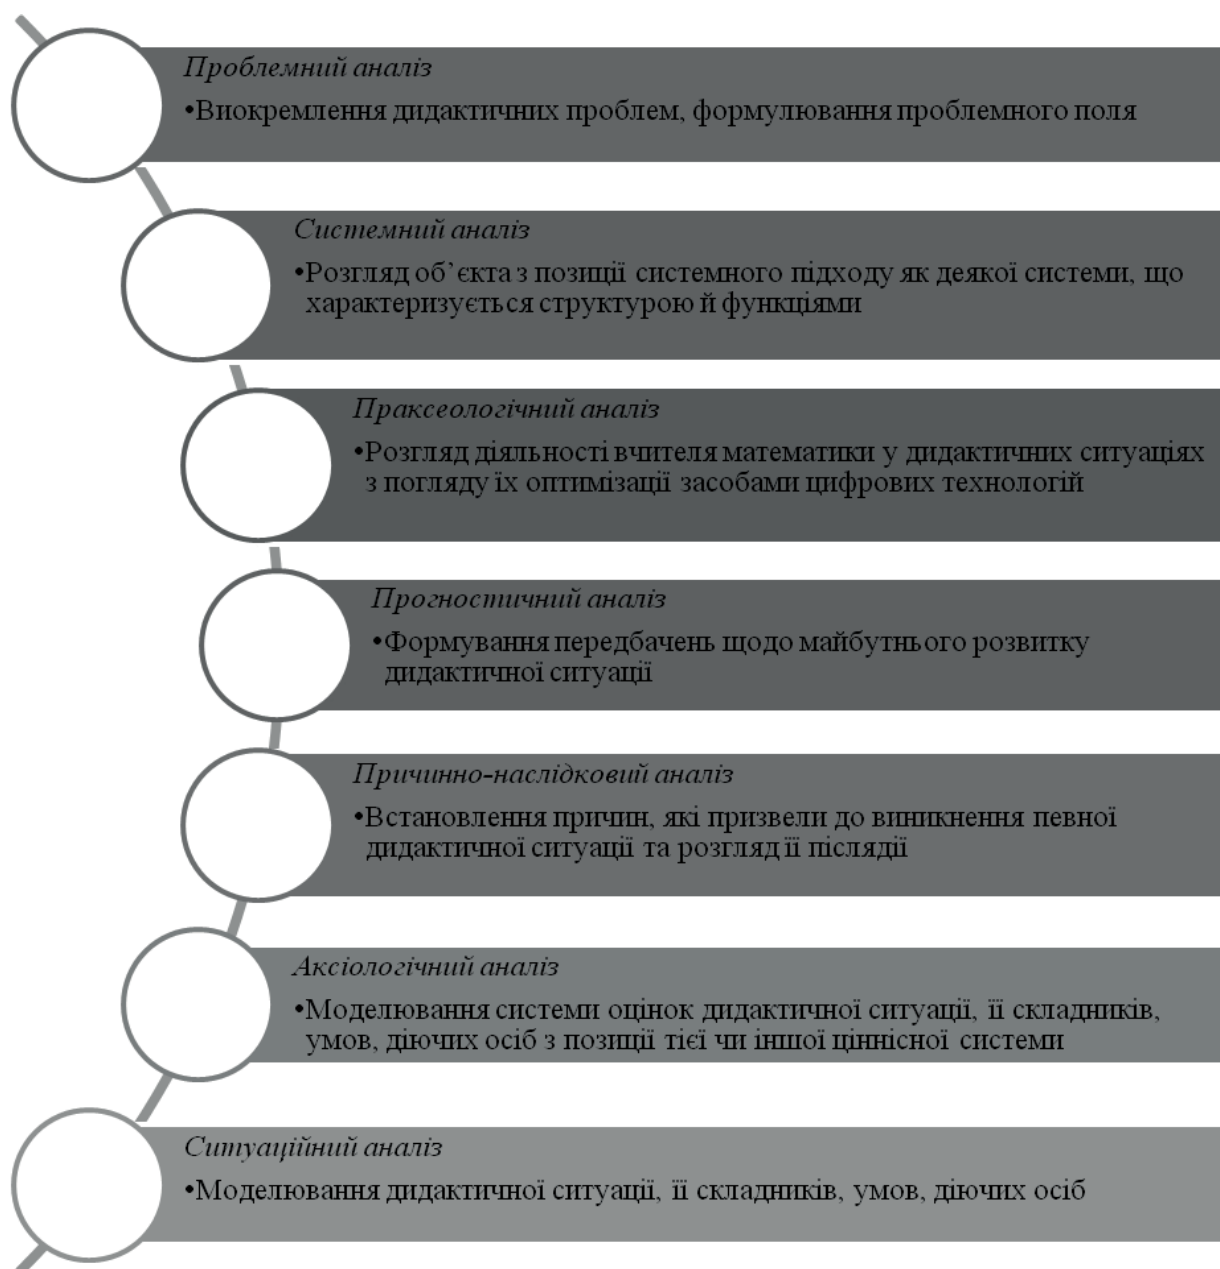 Проблемний аналіз
•Виокремлення дидактичних проблем, формулювання проблемного поля
Системний аналіз
•Розгляд об’єкта з позиції системного підходу як деякої системи, що
характеризується структурою й функціями
Праксеологічний аналіз
•Розгляд діяльності вчителя математики у дидактичних ситуаціях
з погляду їх оптимізації засобами цифрових технологій
Прогностичний аналіз
•Формування передбачень щодо майбутнього розвитку
дидактичної ситуації
Причинно-наслідковий аналіз
•Встановлення причин, які призвели до виникнення певної
дидактичної ситуації та розгляд її післядії
Аксіологічний аналіз
•Моделювання системи оцінок дидактичної ситуації, її складників,
умов, діючих осіб з позиції тієї чи іншої ціннісної системи
Ситуаційний аналіз
•Моделювання дидактичної ситуації, її складників, умов, діючих осіб